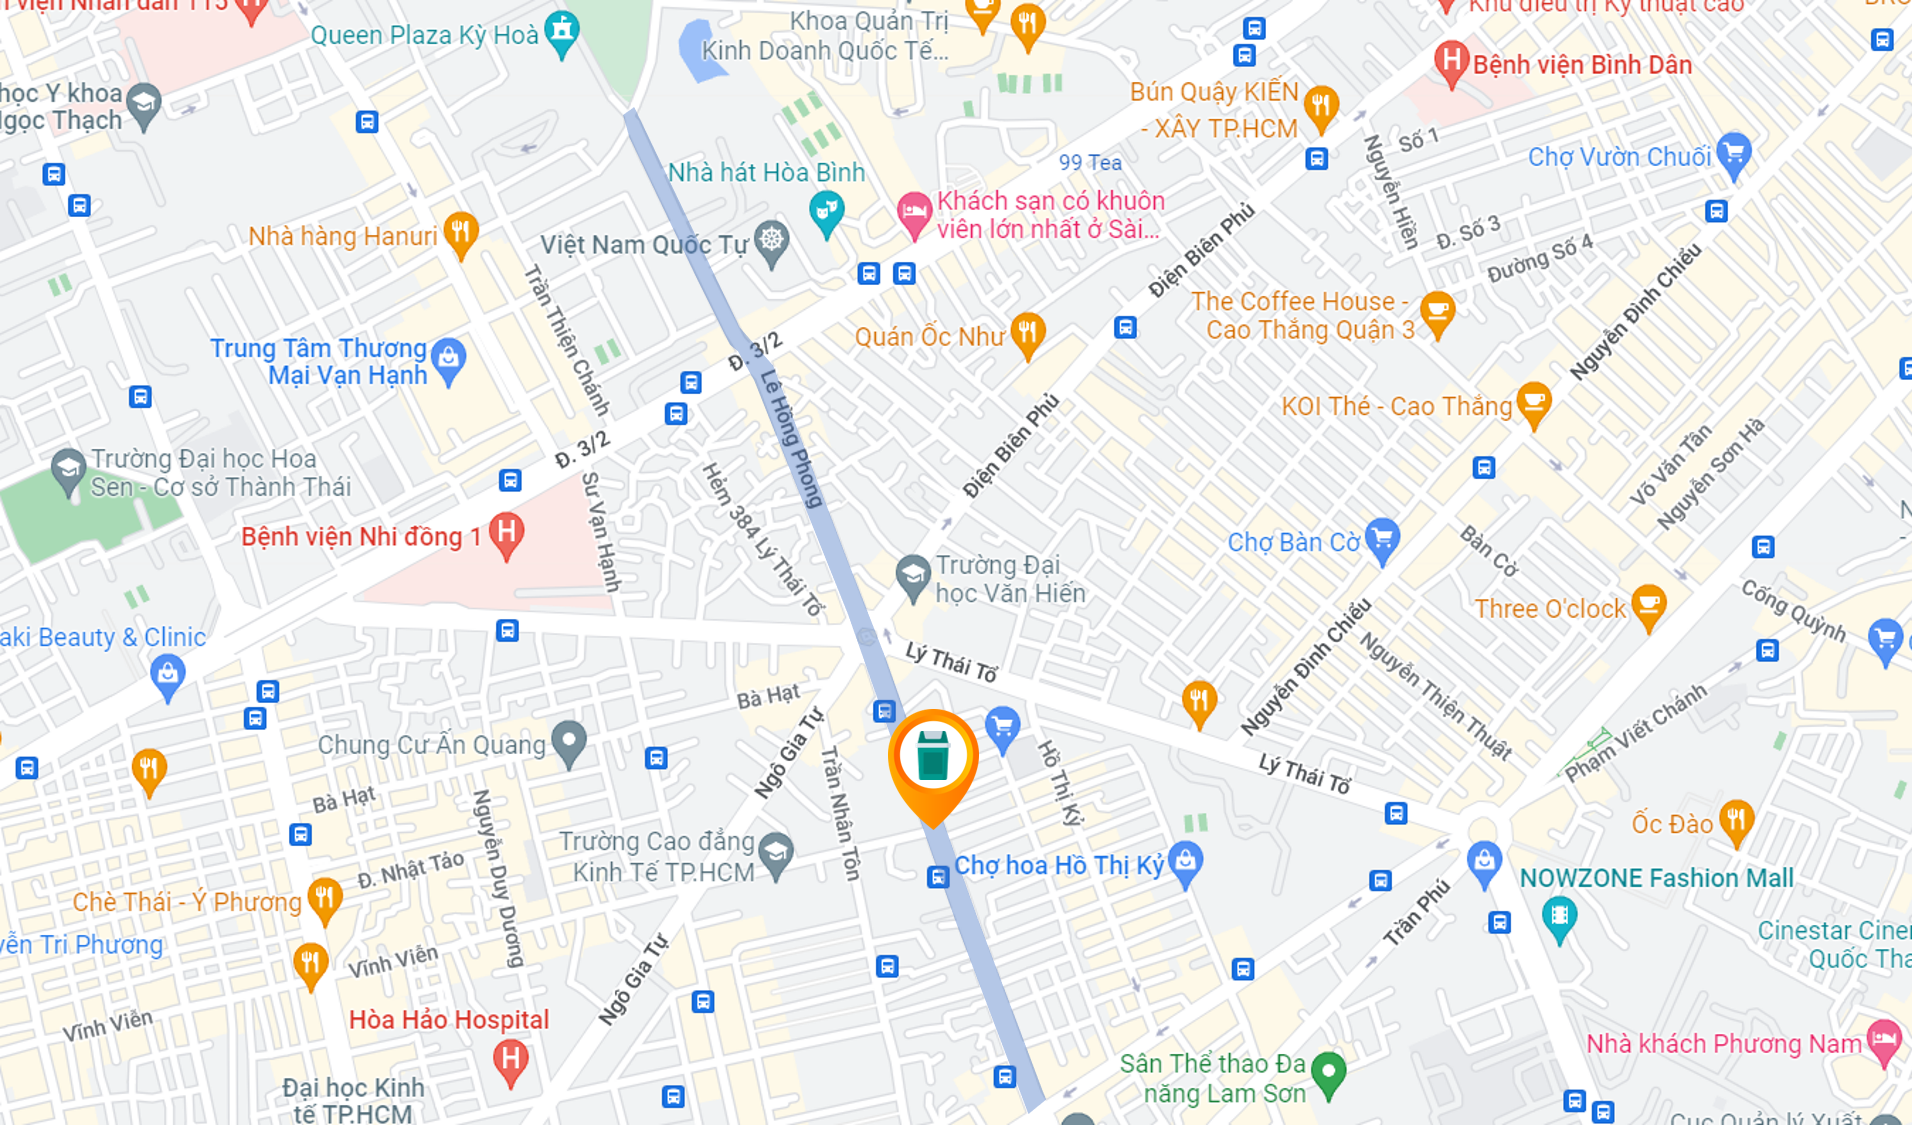 viện Nhân dân 115
Queen Plaza Kỳ Hoà
Khoa Quản Trị
Kinh Doanh Quốc Tế...
Khu điều trị Kỹ thuật cao
Bệnh viện Bình Dân
học Y khoa
Ngọc Thạch
Bún Quậy KIẾN
- XÂY TP.HCM
Số 1
Nguyễn Hiền
Chợ Vườn Chuối
99 Tea
Nhà hát Hòa Bình
Khách sạn có khuôn
viên lớn nhất ở Sài...
Nhà hàng Hanuri
Việt Nam Quốc Tự
Điện Biên Phủ
Đ. Số 3
Đường Số 4
Trần Thiện Chánh
The Coffee House -
Cao Thắng Quận 3
Nguyễn Đình Chiểu
Quán Ốc Như
Trung Tâm Thương
Mại Vạn Hạnh
Đ. 3/2
Lê Hồng Phong
KOI Thé - Cao Thắng
Điện Biên Phủ
Đ. 3/2
Võ Văn Tần
Nguyễn Sơn Hà
Trường Đại học Hoa
Sen - Cơ sở Thành Thái
Hẻm 384 Lý Thái Tổ
Sư Vạn Hạnh
Bệnh viện Nhi đồng 1
Chợ Bàn Cờ
Bàn Cờ
Trường Đại
học Văn Hiến
Three O'clock
Cống Quỳnh
aki Beauty & Clinic
Lý Thái Tổ
Nguyễn Đình Chiểu
Nguyễn Thiện Thuật
Bà Hạt
Phạm Viết Chánh
Chung Cư Ấn Quang
Ngô Gia Tự
Trần Nhân Tôn
Hồ Thị Kỷ
Lý Thái Tổ
Bà Hạt
Nguyễn Duy Dương
Ốc Đào
Trường Cao đẳng
Kinh Tế TP.HCM
Đ. Nhật Tảo
Chợ hoa Hồ Thị Kỷ
NOWZONE Fashion Mall
Chè Thái - Ý Phương
Trần Phú
yễn Tri Phương
Cinestar Ciner
Quốc Tha
Vĩnh Viễn
Ngô Gia Tự
Vĩnh Viễn
Hòa Hảo Hospital
Nhà khách Phương Nam
Sân Thể thao Đa
năng Lam Sơn
Đại học Kinh
tế TP.HCM
Cục Quản lý Xuất